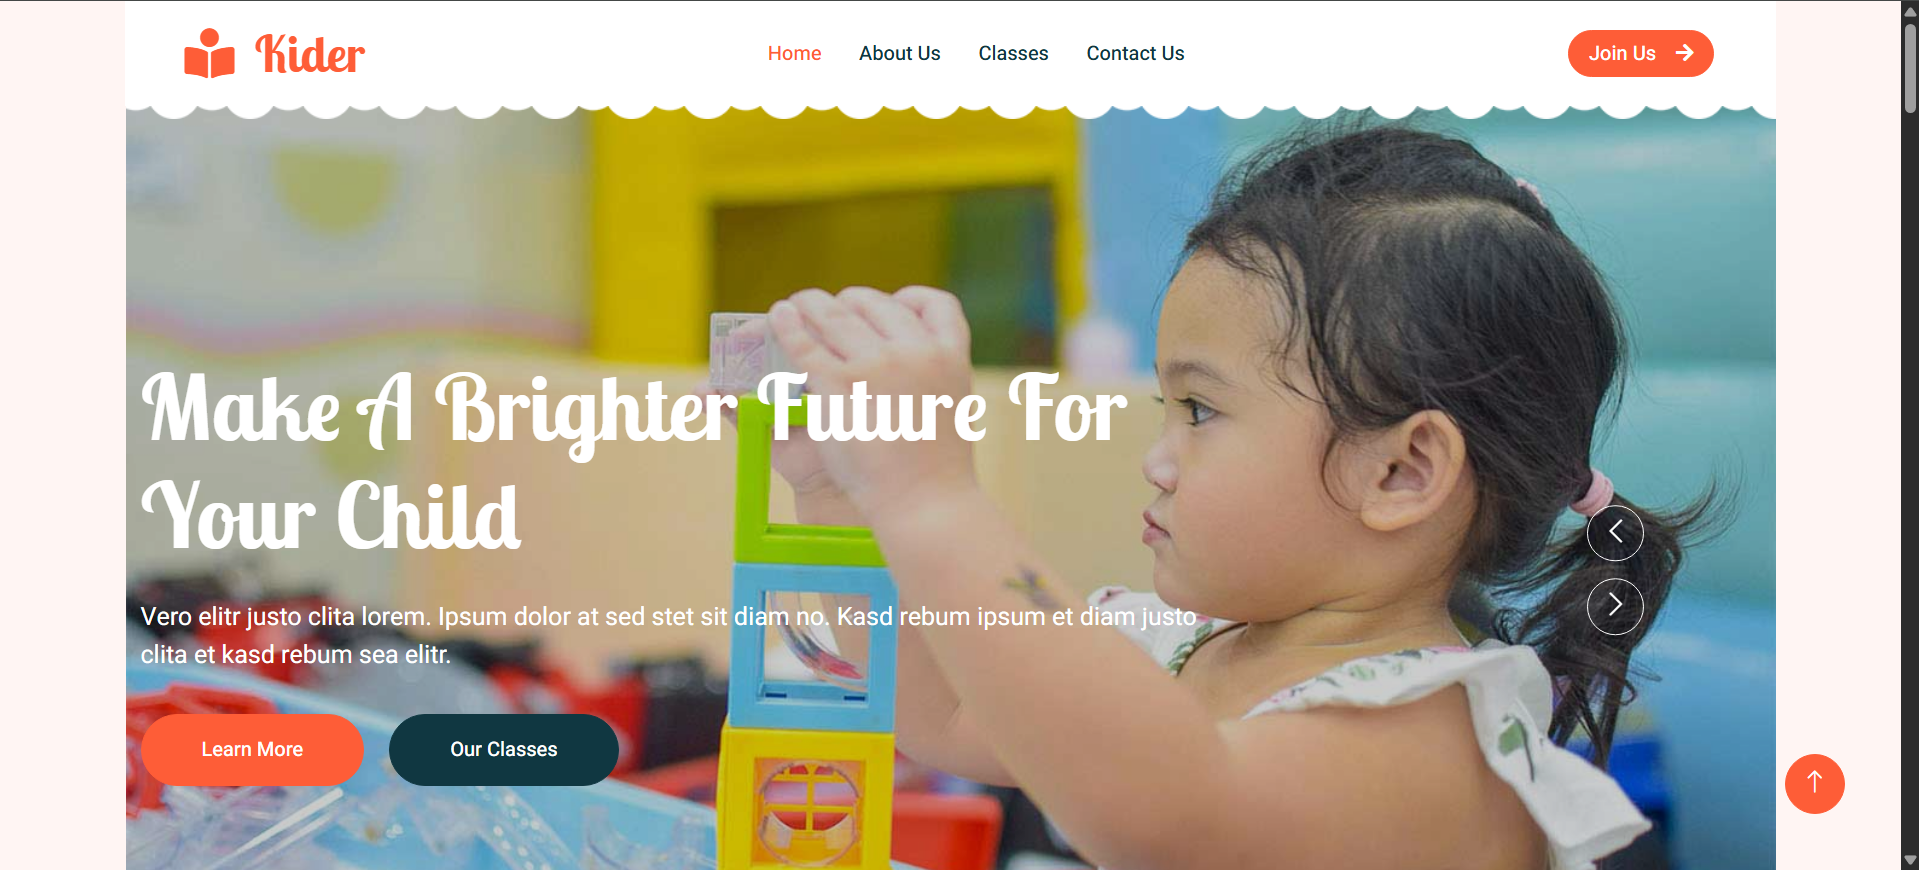 Kider
Home About Us Classes Contact Us
Join Us
Make A Brighter Future For
Your Child
Vero elitr justo clita lorem. Ipsum dolor at sed stet sit diam no. Kasd rebum ipsum et diam justo
clita et kasd rebum sea elitr.
Learn More
Our Classes